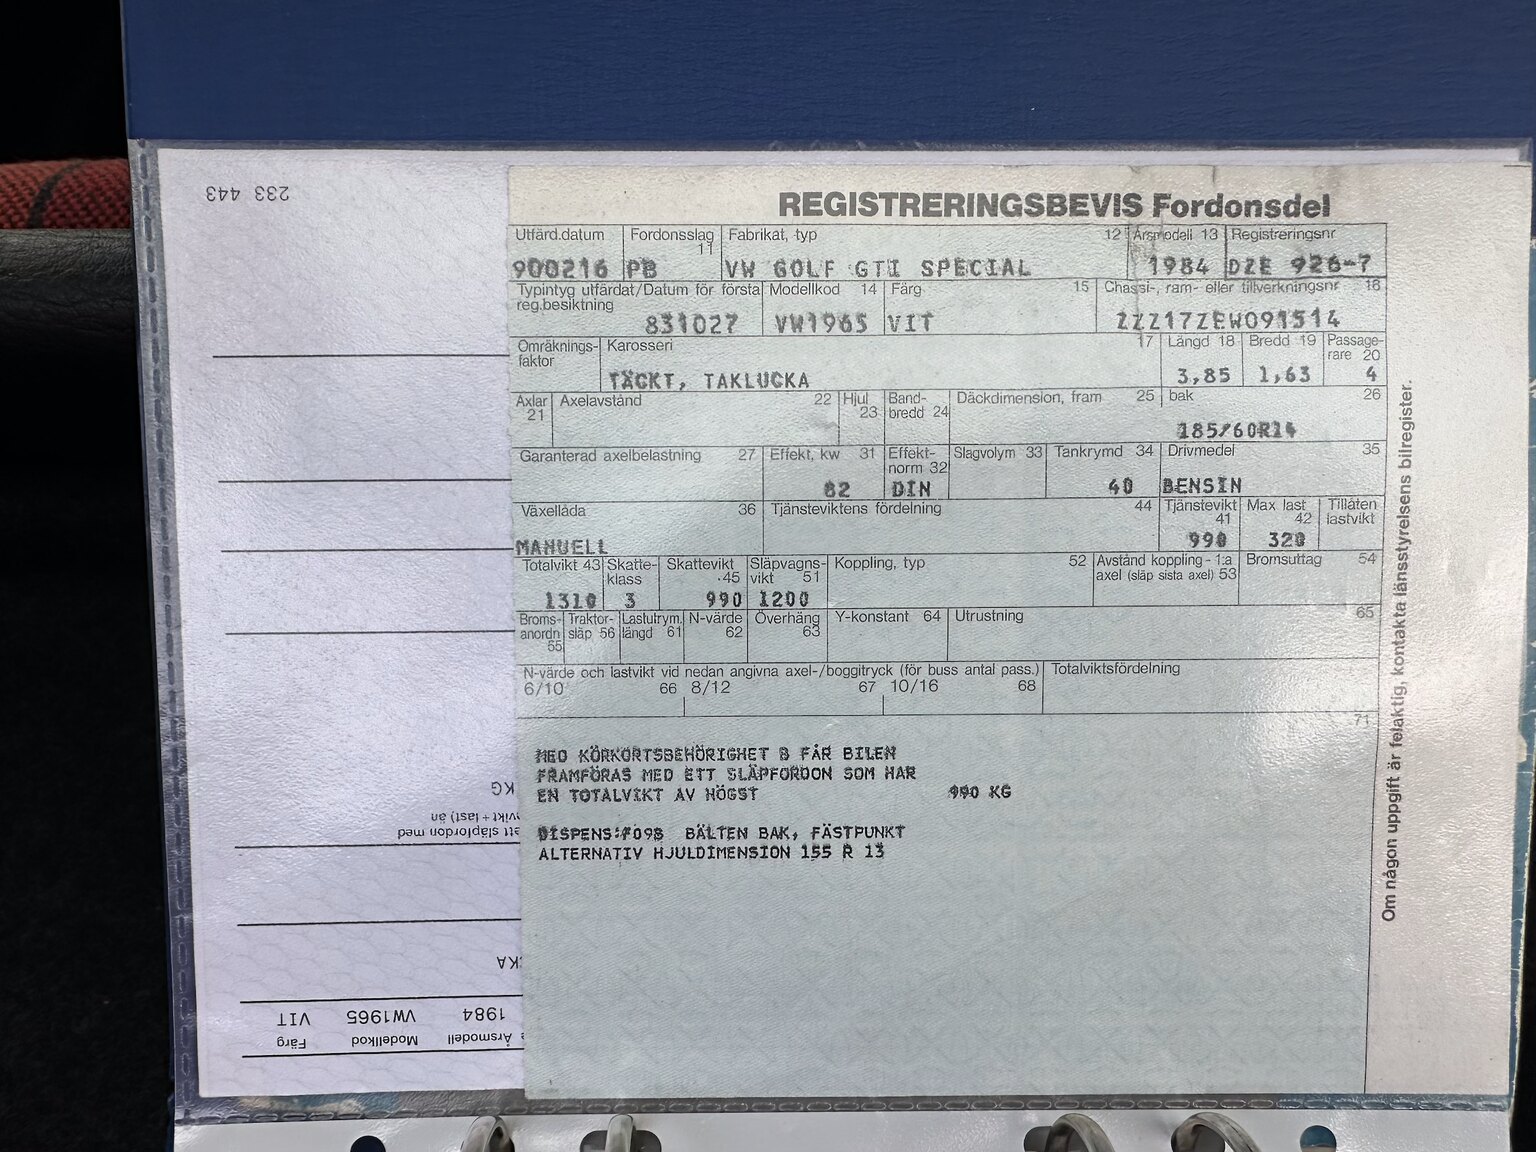 233 443
REGISTRERINGSBEVIS Fordonsdel
Utfärd.datum Fordonsslag 11 Fabrikat, typ 12 Årsmodell 13 Registreringsnr
900216 PB VW GOLF GTI SPECIAL 1984 DZE 926-7
Typintyg utfärdat/Datum för första reg.besiktning Modellkod 14 Färg 15 Chassi-, ram- eller tillverkningsnr 16
831027 VW1965 VIT ZZZ17ZEW091514
Omräknings-faktor Karosseri 17 Längd 18 Bredd 19 Passage-rare 20
TÄCKT, TAKLUCKA 3,85 1,63 4
Axlar 21 Axelavstånd 22 Hjul 23 Band-bredd 24 Däckdimension, fram 25 bak 26
185/60R14
Garanterad axelbelastning 27 Effekt, kw 31 Effekt-norm 32 Slagvolym 33 Tankrymd 34 Drivmedel 35
82 DIN 40 BENSIN
Växellåda 36 Tjänsteviktens fördelning 44 Tjänstevikt 41 Max last 42 Tillåten lastvikt
MANUELL 990 320
Totalvikt 43 Skatte-klass Skattevikt 45 Släpvagns-vikt 51 Koppling, typ 52 Avstånd koppling - 1:a axel (släp sista axel) 53 Bromsuttag 54
1310 3 990 1200
Broms-anordn 55 Traktor-släp 56 Lastutrym. längd 61 N-värde 62 Överhäng 63 Y-konstant 64 Utrustning 65
N-värde och lastvikt vid nedan angivna axel-/boggitryck (för buss antal pass.) Totalviktsfördelning
6/10 66 8/12 67 10/16 68
71
MED KÖRKORTSBEHÖRIGHET B FÅR BILEN
FRAMFÖRAS MED ETT SLÄPFORDON SOM HAR
EN TOTALVIKT AV HÖGST 990 KG
DISPENS:F09B BÄLTEN BAK, FÄSTPUNKT
ALTERNATIV HJULDIMENSION 155 R 13
Om någon uppgift är felaktig, kontakta länsstyrelsens bilregister.
KG
vikt + last) än
ett släpfordon med
CKA
1984 VW1965 VIT
Årsmodell Modellkod Färg